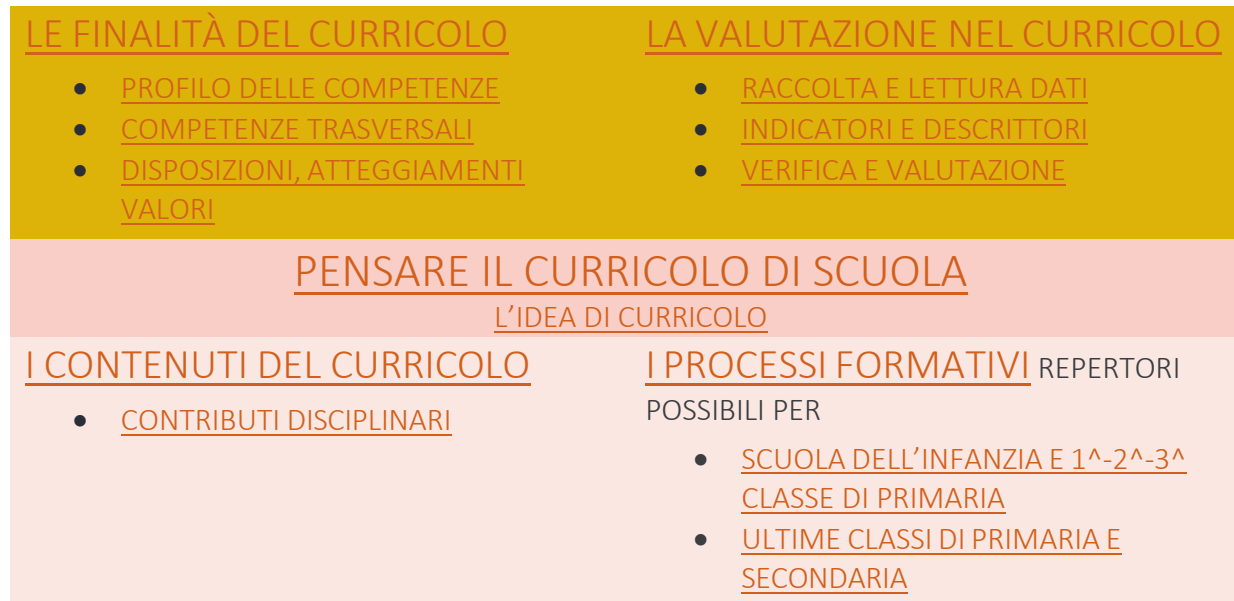 LE FINALITÀ DEL CURRICOLO
• PROFILO DELLE COMPETENZE
• COMPETENZE TRASVERSALI
• DISPOSIZIONI, ATTEGGIAMENTI
VALORI
LA VALUTAZIONE NEL CURRICOLO
• RACCOLTA E LETTURA DATI
• INDICATORI E DESCRITTORI
• VERIFICA E VALUTAZIONE
PENSARE IL CURRICOLO DI SCUOLA
L’IDEA DI CURRICOLO
I CONTENUTI DEL CURRICOLO
• CONTRIBUTI DISCIPLINARI
I PROCESSI FORMATIVI REPERTORI
POSSIBILI PER
• SCUOLA DELL’INFANZIA E 1^-2^-3^
CLASSE DI PRIMARIA
• ULTIME CLASSI DI PRIMARIA E
SECONDARIA